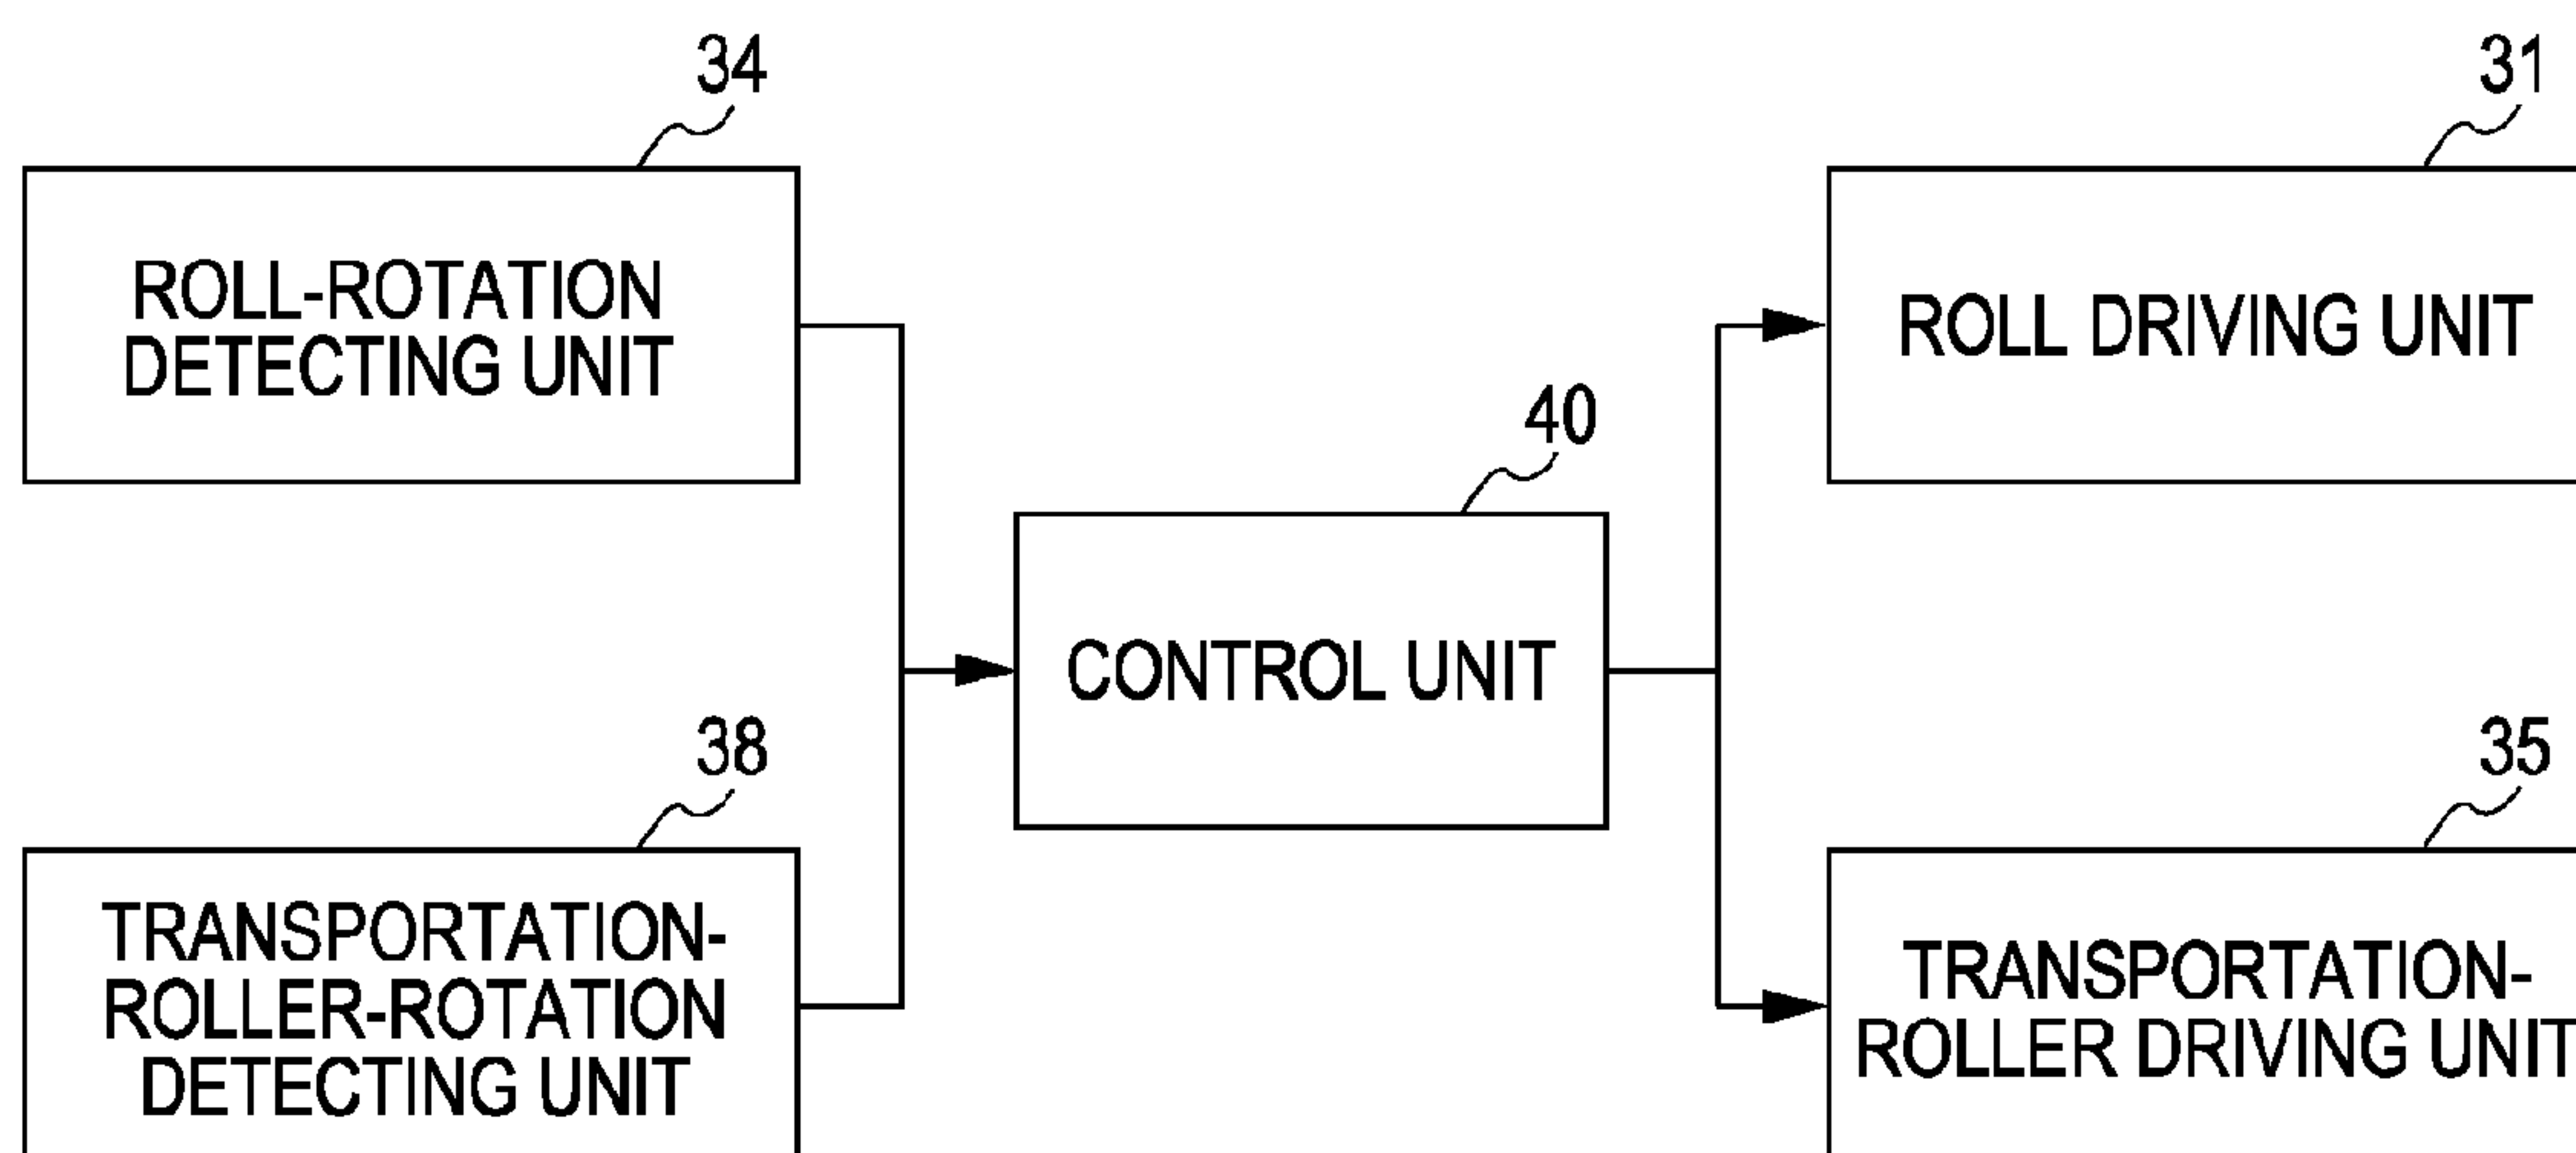 34
ROLL-ROTATION
DETECTING UNIT
31
ROLL DRIVING UNIT
40
CONTROL UNIT
38
TRANSPORTATION-
ROLLER-ROTATION
DETECTING UNIT
35
TRANSPORTATION-
ROLLER DRIVING UNIT